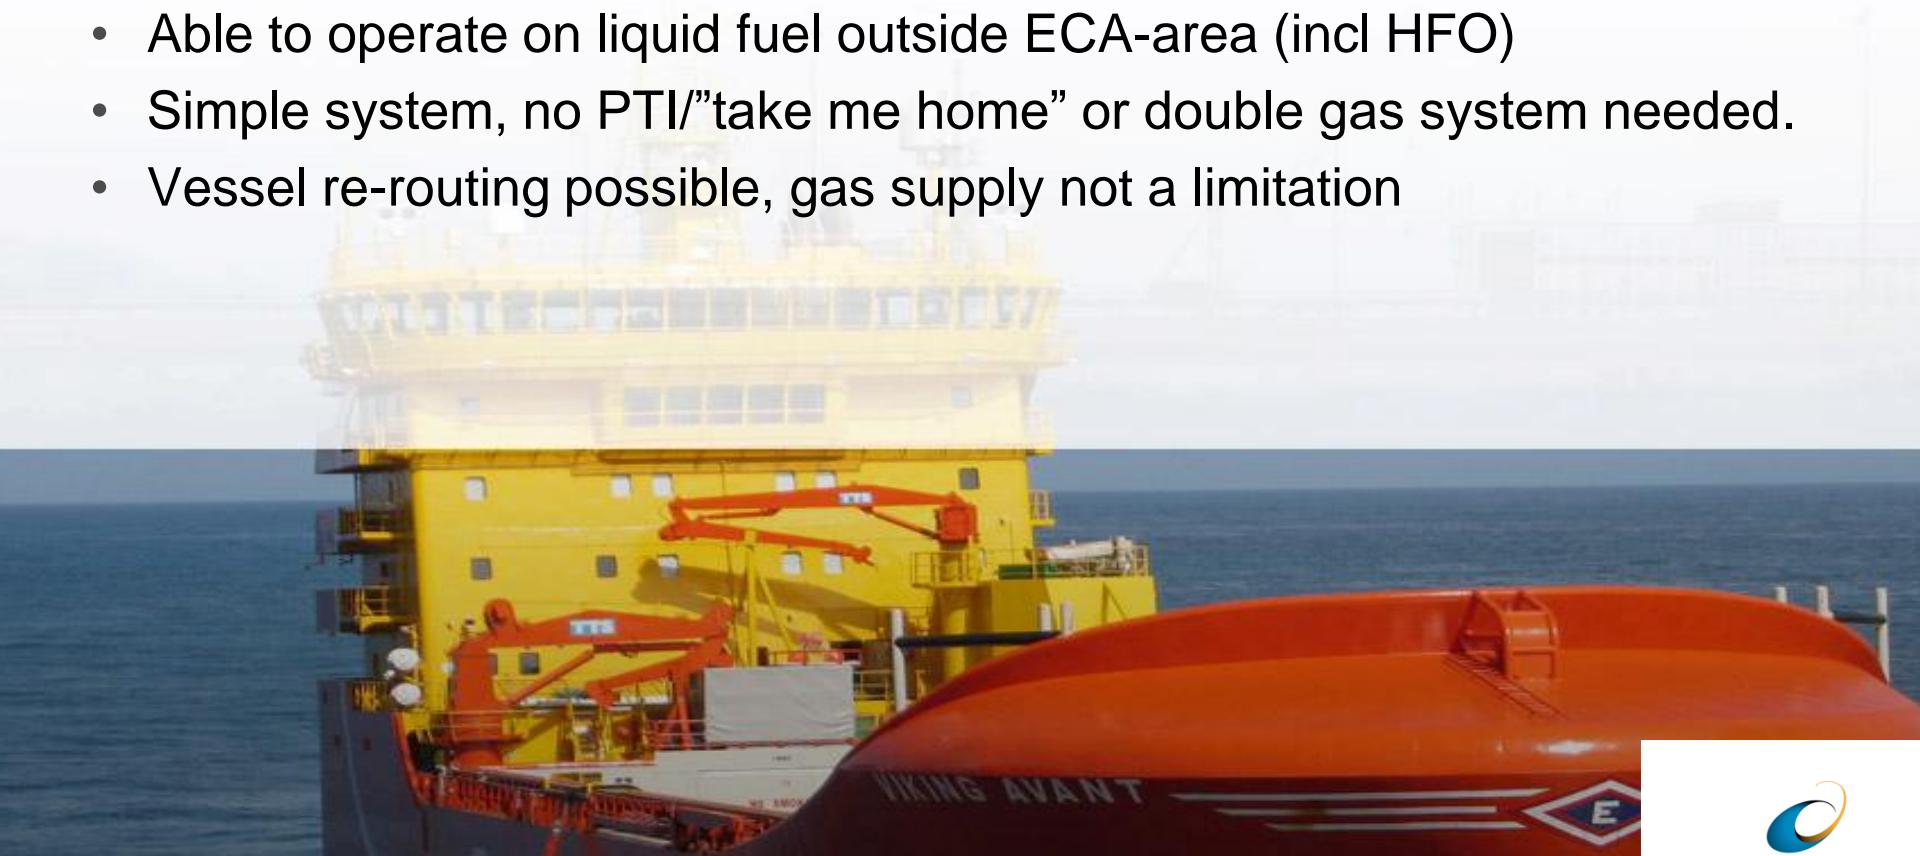 • Able to operate on liquid fuel outside ECA-area (incl HFO)
• Simple system, no PTI/”take me home” or double gas system needed.
• Vessel re-routing possible, gas supply not a limitation
VIKING AVANT
E